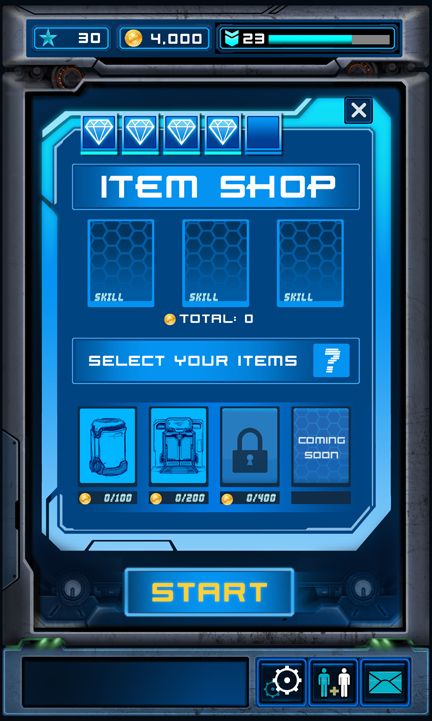 30
4,000
23
X
ITEM SHOP
SKILL
SKILL
SKILL
TOTAL: 0
SELECT YOUR ITEMS
?
COMING
SOON
0/100
0/200
0/400
START